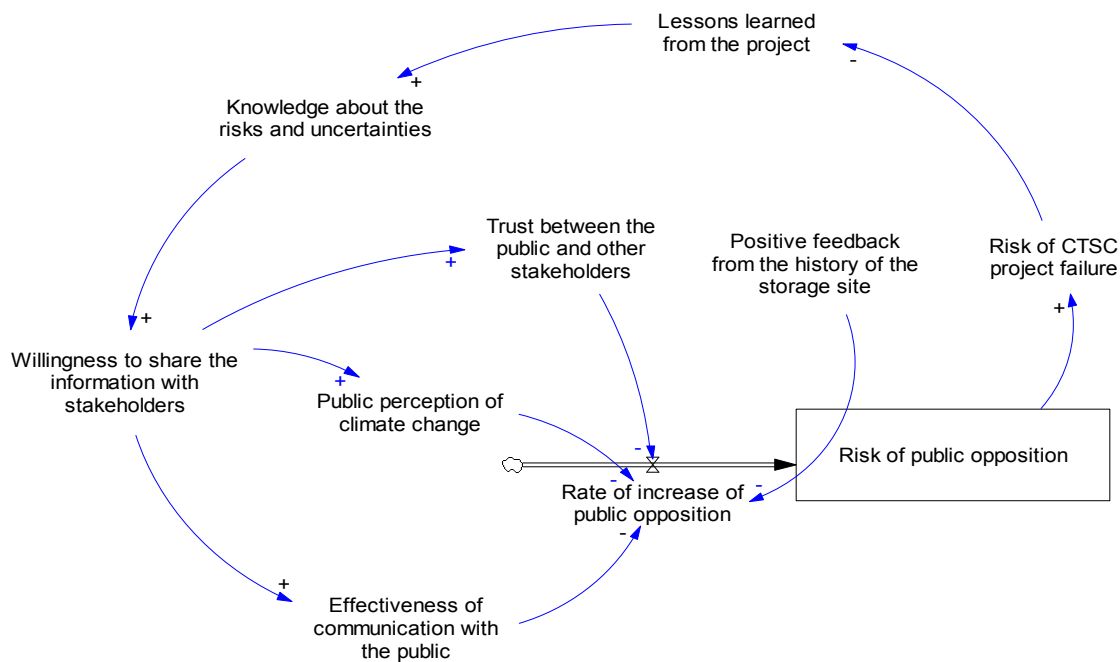 Lessons learned
from the project
-
+
Knowledge about the
risks and uncertainties
Trust between the
public and other
stakeholders
+
Positive feedback
from the history of the
storage site
Risk of CTSC
project failure
+
+
Willingness to share the
information with
stakeholders
+
Public perception of
climate change
-
-
-
Risk of public opposition
Rate of increase of
public opposition
-
+
Effectiveness of
communication with
the public